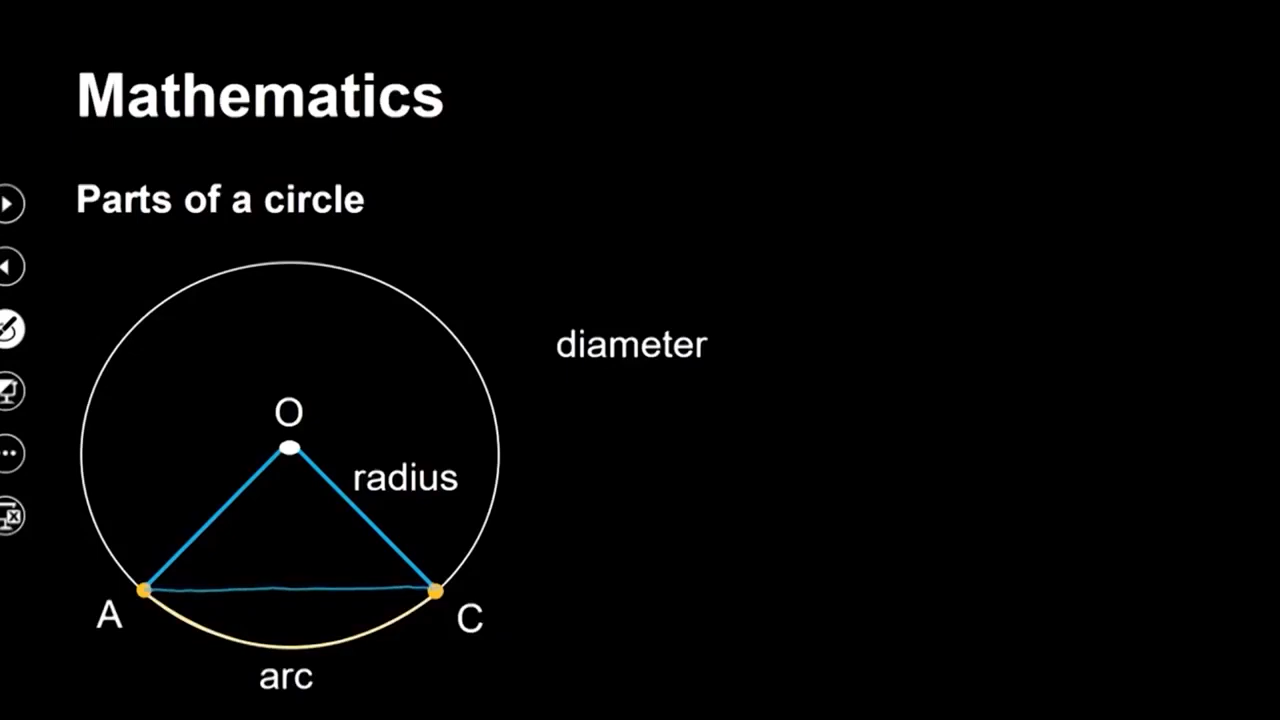 Mathematics
Parts of a circle
diameter
O
radius
A
C
arc